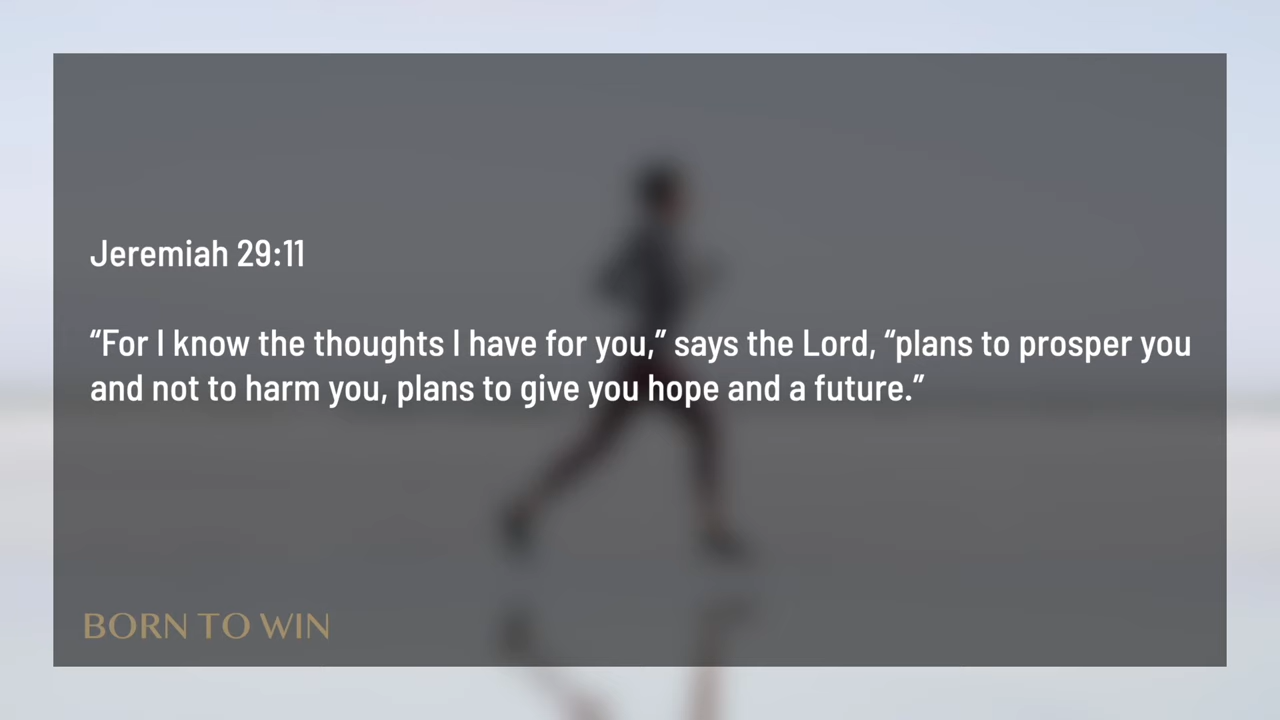 Jeremiah 29:11
“For I know the thoughts I have for you,” says the Lord, “plans to prosper you
and not to harm you, plans to give you hope and a future.”
BORN TO WIN